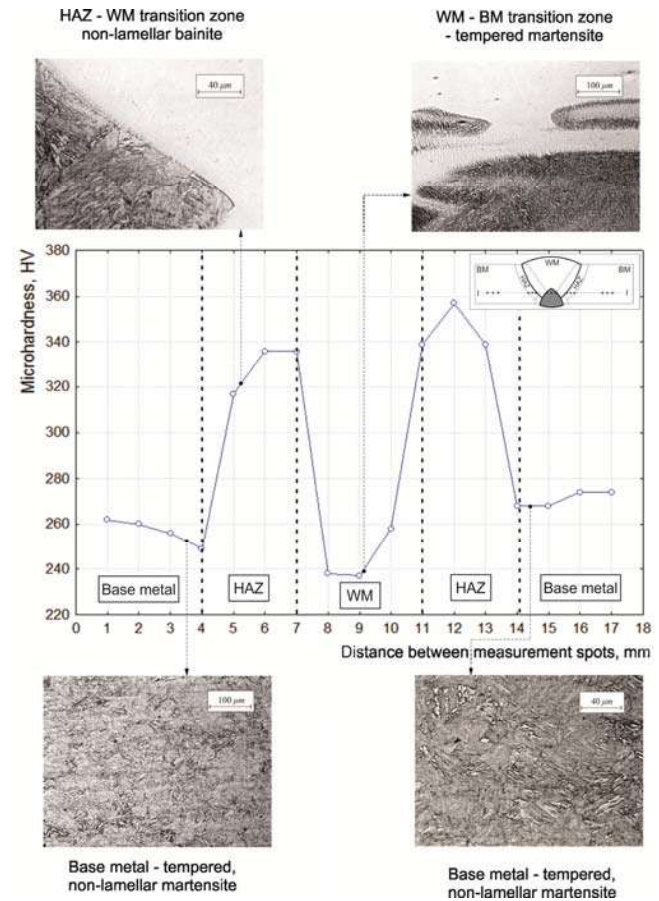 HAZ - WM transition zone
non-lamellar bainite
WM - BM transition zone
- tempered martensite
40 μm
100 μm
Microhardness, HV
380
360
340
320
300
280
260
240
220
WM
BM
BM
HAZ
HAZ
I
I
Base metal
HAZ
WM
HAZ
Base metal
0 1 2 3 4 5 6 7 8 9 10 11 12 13 14 15 16 17 18
Distance between measurement spots, mm
100 μm
40 μm
Base metal - tempered,
non-lamellar martensite
Base metal - tempered,
non-lamellar martensite